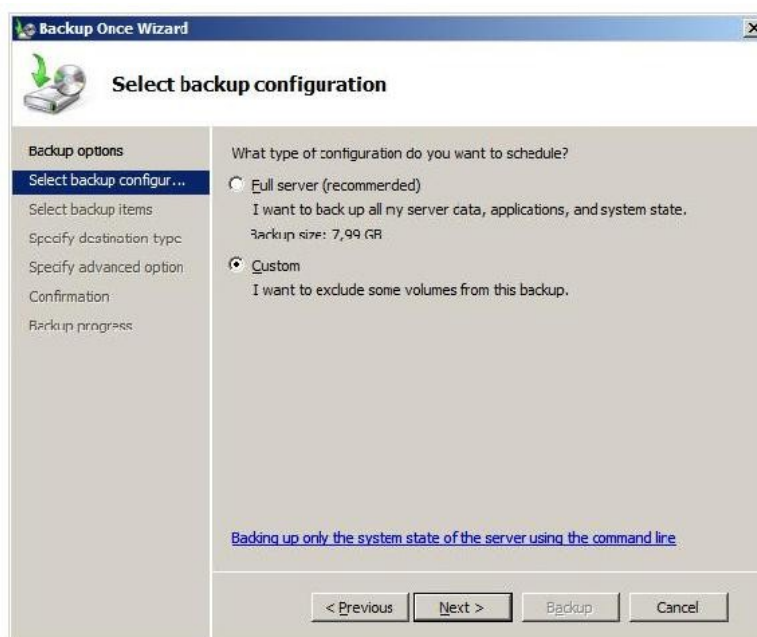 Backup Once Wizard
Select backup configuration
Backup options
Select backup configur...
Select backup items
Specify destination type
Specify advanced option
Confirmation
Backup progress
What type of configuration do you want to schedule?
Full server (recommended)
I want to back up all my server data, applications, and system state.
Backup size: 7,99 GB
Custom
I want to exclude some volumes from this backup.
Backing up only the system state of the server using the command line
< Previous
Next >
Backup
Cancel